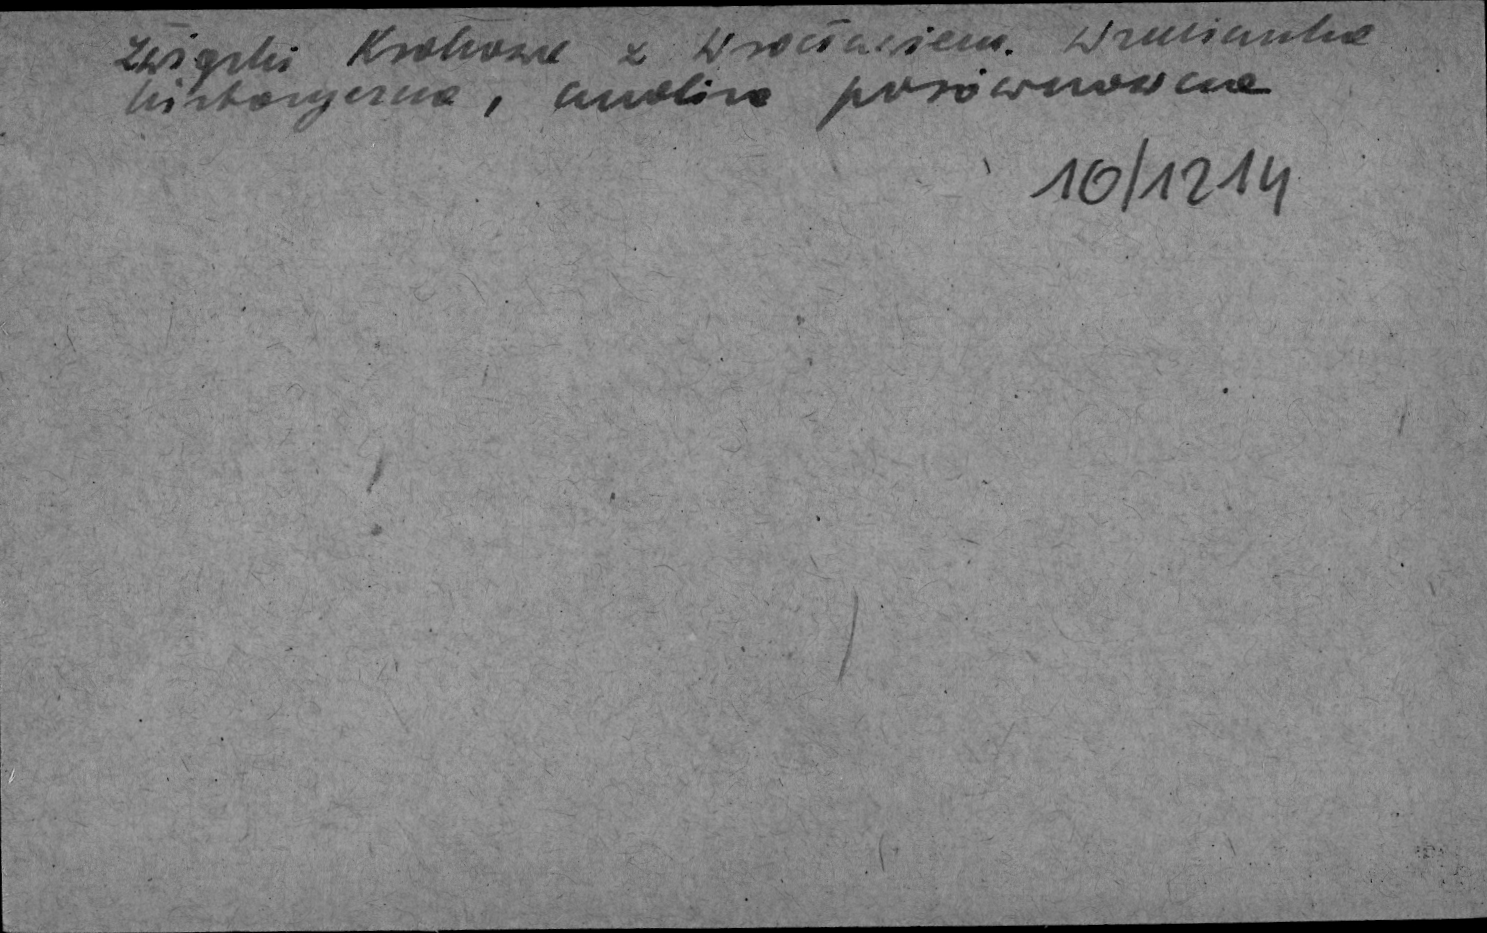 Związki Krakowa z Wrocławiem. Wzmianka
historyczna, analiza porównawcza
10/1214